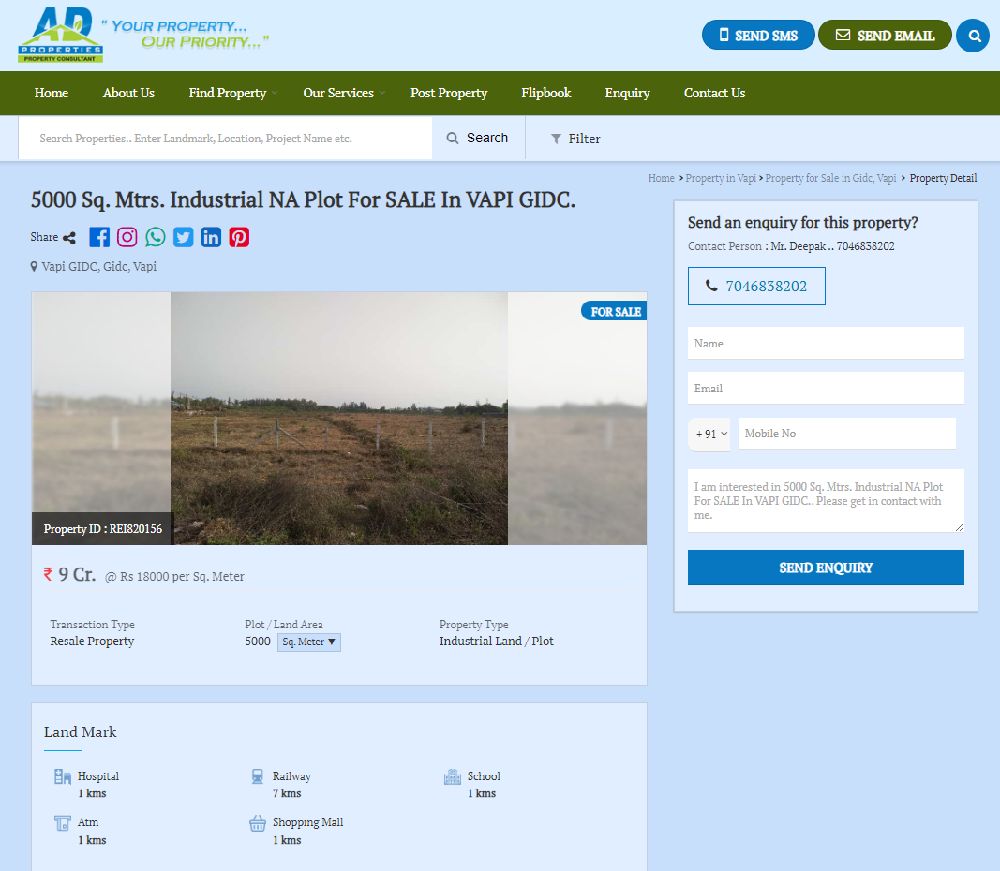 AD
PROPERTIES
PROPERTY CONSULTANT
" YOUR PROPERTY...
OUR PRIORITY..."
SEND SMS
SEND EMAIL
Home
About Us
Find Property
Our Services
Post Property
Flipbook
Enquiry
Contact Us
Search Properties.. Enter Landmark, Location, Project Name etc.
Search
Filter
Home › Property in Vapi › Property for Sale in Gidc, Vapi › Property Detail
5000 Sq. Mtrs. Industrial NA Plot For SALE In VAPI GIDC.
Share
Vapi GIDC, Gidc, Vapi
FOR SALE
Property ID : REI820156
₹ 9 Cr. @ Rs 18000 per Sq. Meter
Transaction Type
Resale Property
Plot / Land Area
5000 Sq. Meter ▼
Property Type
Industrial Land / Plot
Land Mark
Hospital
1 kms
Railway
7 kms
School
1 kms
Atm
1 kms
Shopping Mall
1 kms
Send an enquiry for this property?
Contact Person : Mr. Deepak .. 7046838202
7046838202
Name
Email
+91
Mobile No
I am interested in 5000 Sq. Mtrs. Industrial NA Plot
For SALE In VAPI GIDC.. Please get in contact with
me.
SEND ENQUIRY